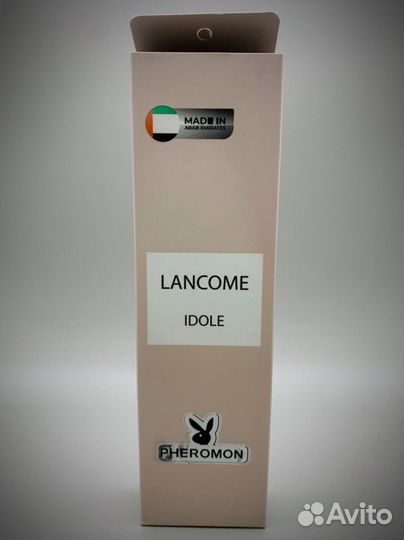 MADE IN
ARAB EMIRATES
LANCOME
IDOLE
PHEROMON
Avito